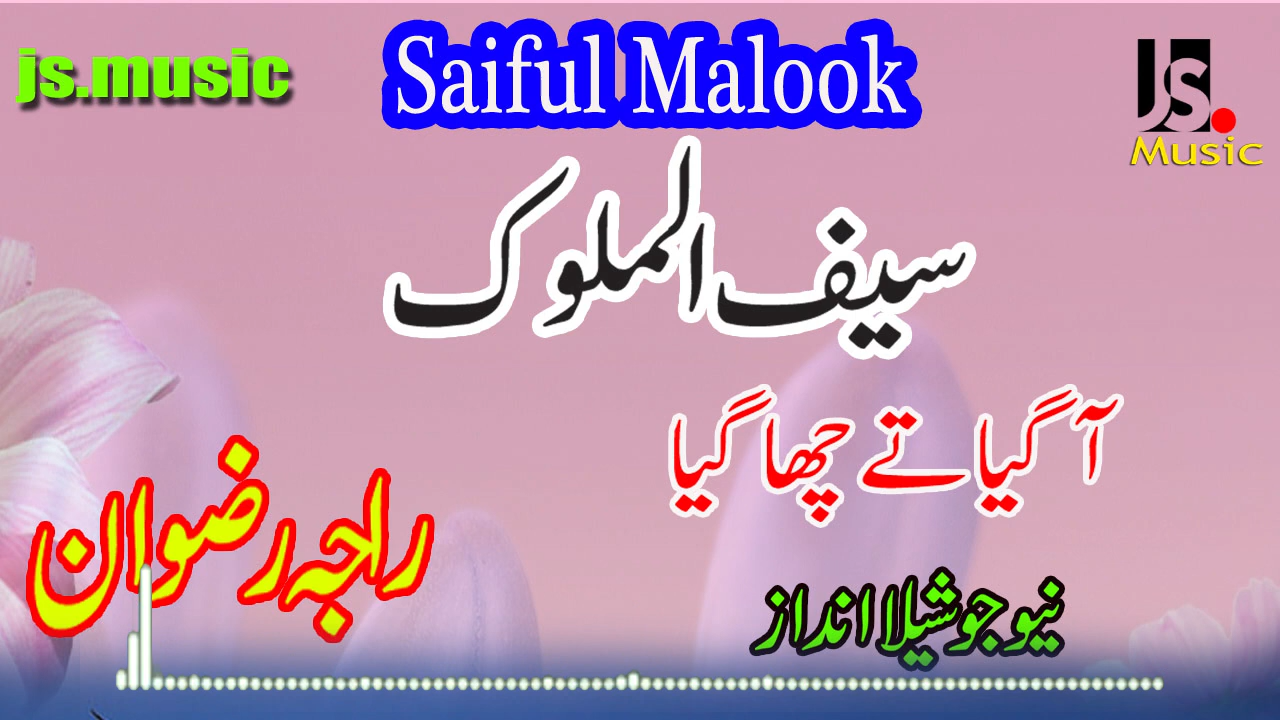 js.music
Saiful Malook
JS.
Music
سیف الملوک
آ گیا تے چھا گیا
راجہ رضوان
نیو جوشیلا انداز